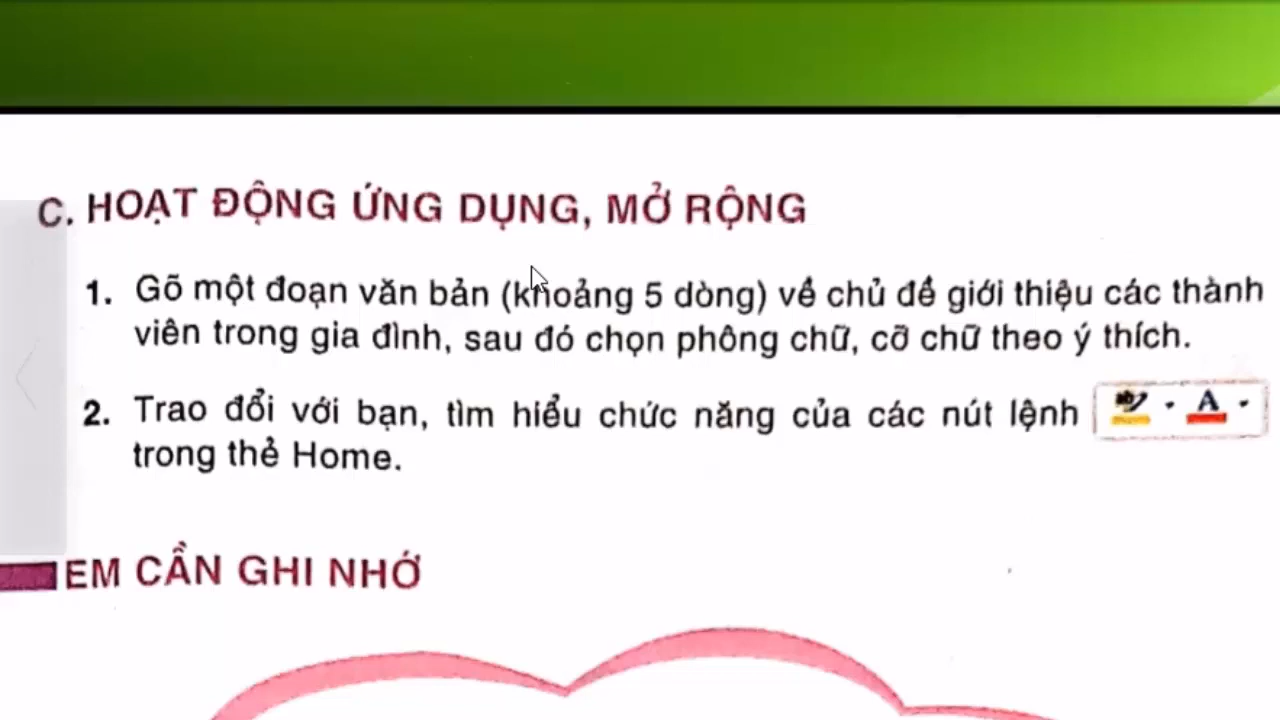 C. HOẠT ĐỘNG ỨNG DỤNG, MỞ RỘNG
1. Gõ một đoạn văn bản (khoảng 5 dòng) về chủ đề giới thiệu các thành
viên trong gia đình, sau đó chọn phông chữ, cỡ chữ theo ý thích.
2. Trao đổi với bạn, tìm hiểu chức năng của các nút lệnh ab A
trong thẻ Home.
EM CẦN GHI NHỚ